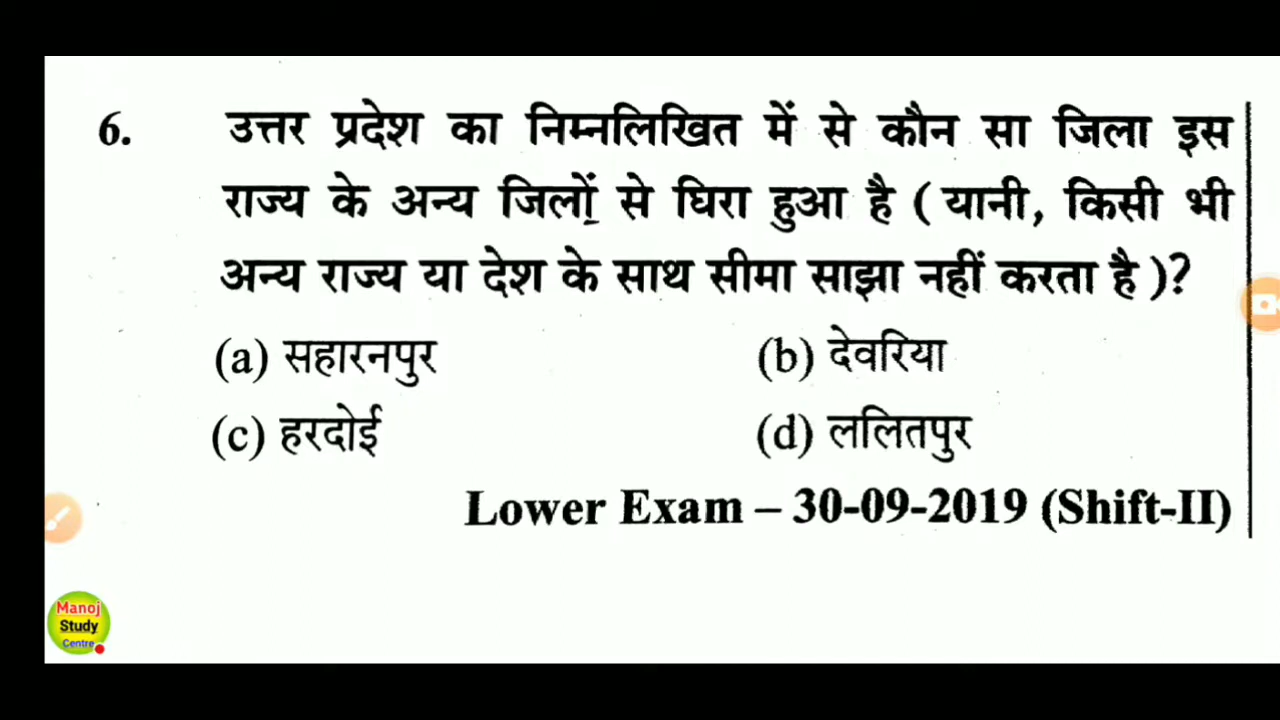 6. उत्तर प्रदेश का निम्नलिखित में से कौन सा जिला इस
राज्य के अन्य जिलों से घिरा हुआ है ( यानी, किसी भी
अन्य राज्य या देश के साथ सीमा साझा नहीं करता है )?
(a) सहारनपुर (b) देवरिया
(c) हरदोई (d) ललितपुर
Lower Exam – 30-09-2019 (Shift-II)
Manoj
Study
Centre